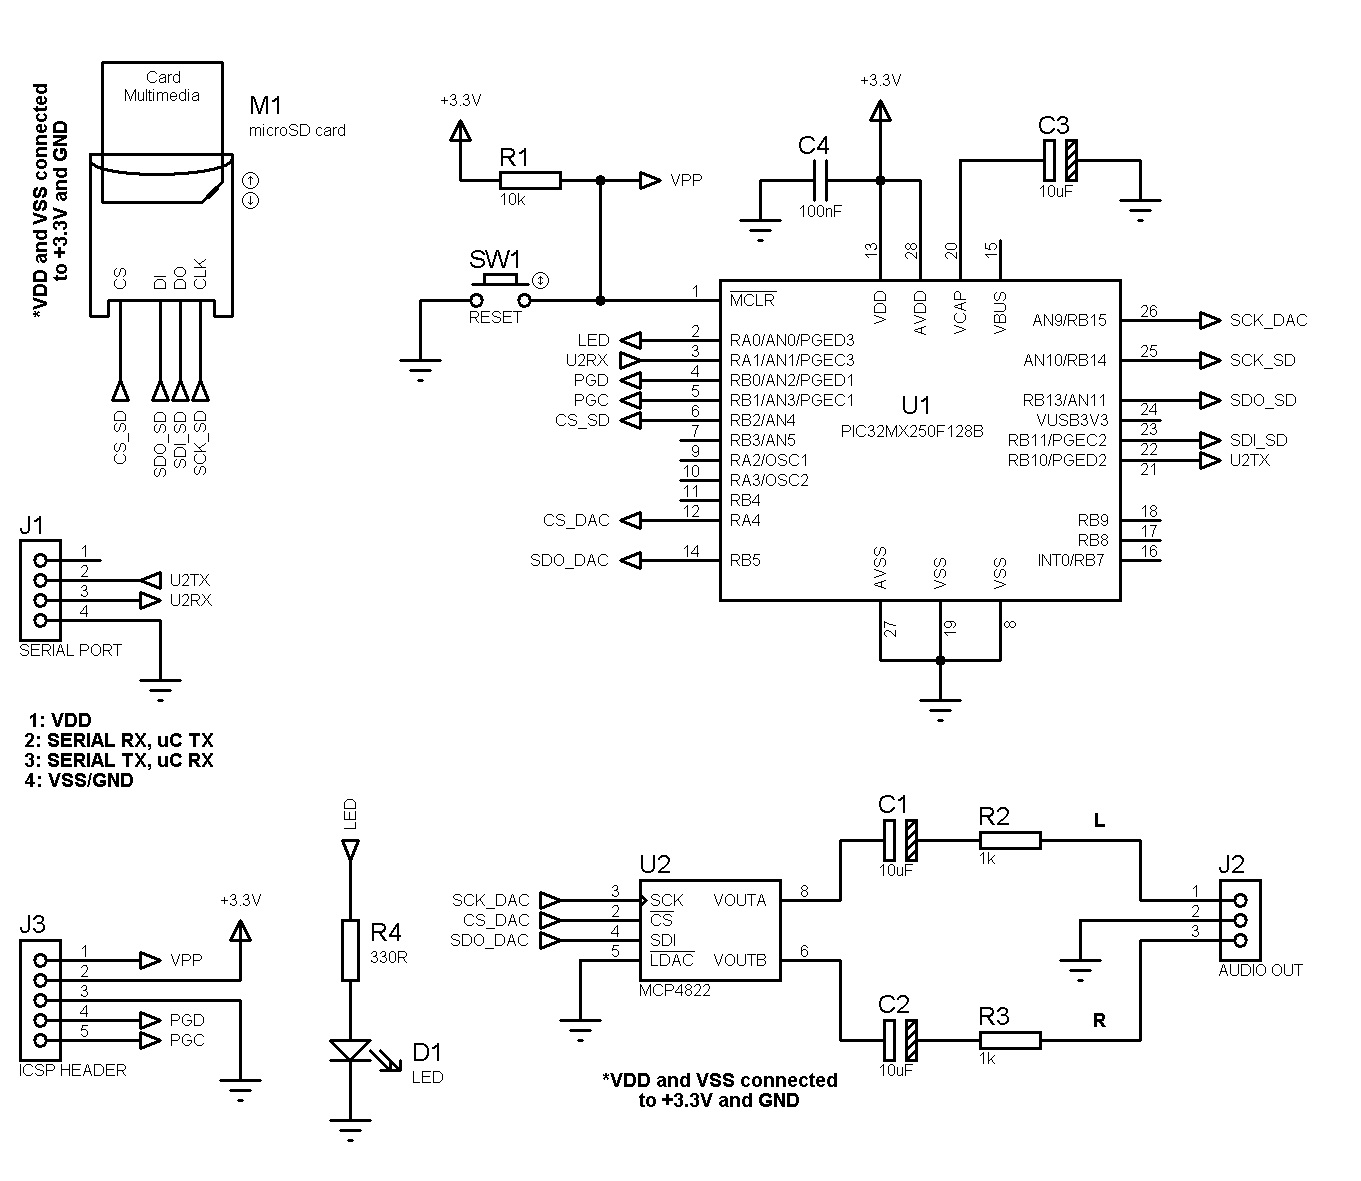 Card
Multimedia
M1
microSD card
*VDD and VSS connected
to +3.3V and GND
CS
DI
DO
CLK
CS_SD
SDO_SD
SDI_SD
SCK_SD
+3.3V
R1
10k
VPP
SW1
RESET
+3.3V
C4
100nF
C3
10uF
13
28
20
15
VDD
AVDD
VCAP
VBUS
1
MCLR
LED
2
RA0/AN0/PGED3
U2RX
3
RA1/AN1/PGEC3
PGD
4
RB0/AN2/PGED1
PGC
5
RB1/AN3/PGEC1
CS_SD
6
RB2/AN4
7
RB3/AN5
9
RA2/OSC1
10
RA3/OSC2
11
RB4
CS_DAC
12
RA4
SDO_DAC
14
RB5
U1
PIC32MX250F128B
AN9/RB15
26
SCK_DAC
AN10/RB14
25
SCK_SD
RB13/AN11
SDO_SD
24
VUSB3V3
23
RB11/PGEC2
SDI_SD
22
RB10/PGED2
U2TX
21
RB9
18
RB8
17
INT0/RB7
16
AVSS
VSS
VSS
27
19
8
J1
1
2
U2TX
3
U2RX
4
SERIAL PORT
1: VDD
2: SERIAL RX, uC TX
3: SERIAL TX, uC RX
4: VSS/GND
J3
+3.3V
1
VPP
2
3
4
PGD
5
PGC
ICSP HEADER
LED
R4
330R
D1
LED
U2
SCK_DAC
3
SCK
CS_DAC
2
CS
SDO_DAC
4
SDI
5
LDAC
VOUTA
8
VOUTB
6
MCP4822
*VDD and VSS connected
to +3.3V and GND
C1
10uF
R2
1k
L
C2
10uF
R3
1k
R
J2
1
2
3
AUDIO OUT